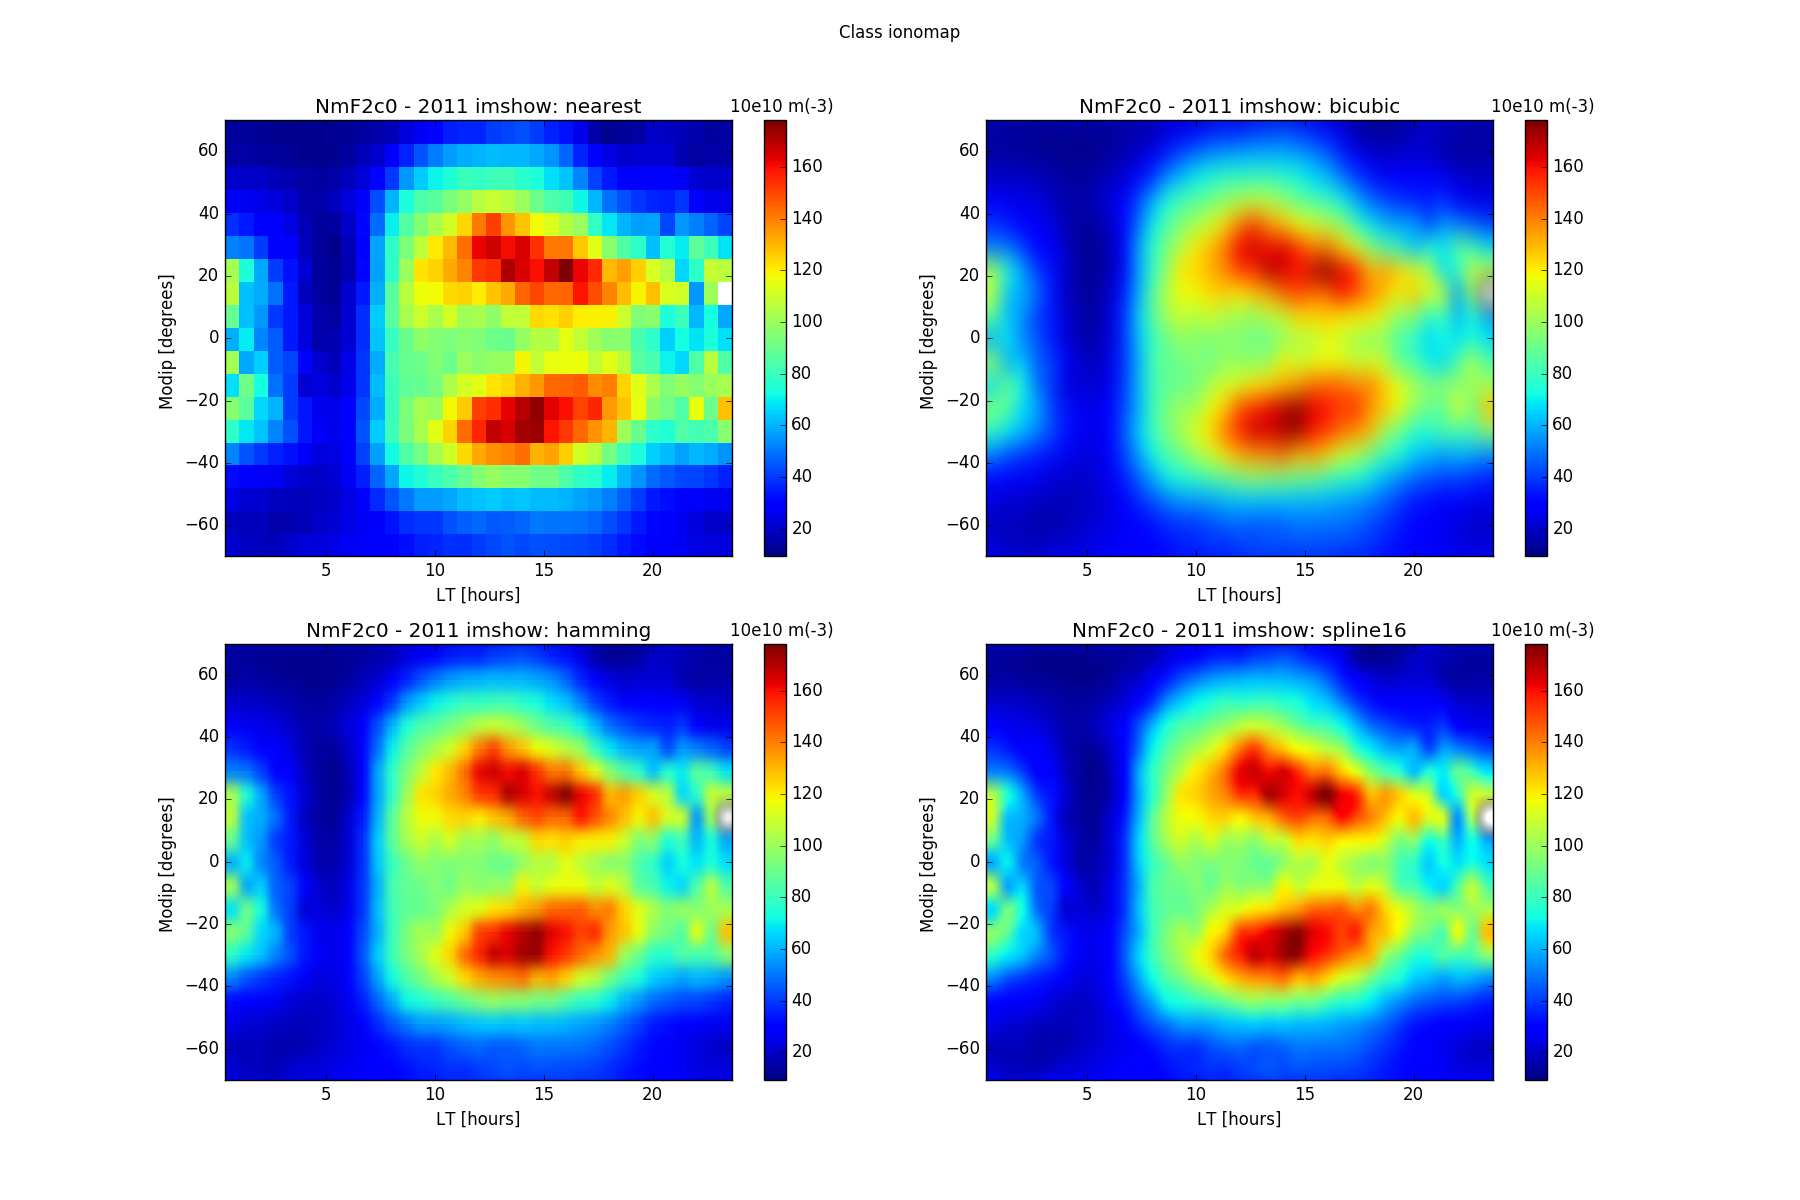 Class ionomap
NmF2c0 - 2011 imshow: nearest
10e10 m(-3)
60
40
20
0
−20
−40
−60
Modip [degrees]
5 10 15 20
LT [hours]
160
140
120
100
80
60
40
20
NmF2c0 - 2011 imshow: bicubic
10e10 m(-3)
60
40
20
0
−20
−40
−60
Modip [degrees]
5 10 15 20
LT [hours]
160
140
120
100
80
60
40
20
NmF2c0 - 2011 imshow: hamming
10e10 m(-3)
60
40
20
0
−20
−40
−60
Modip [degrees]
5 10 15 20
LT [hours]
160
140
120
100
80
60
40
20
NmF2c0 - 2011 imshow: spline16
10e10 m(-3)
60
40
20
0
−20
−40
−60
Modip [degrees]
5 10 15 20
LT [hours]
160
140
120
100
80
60
40
20